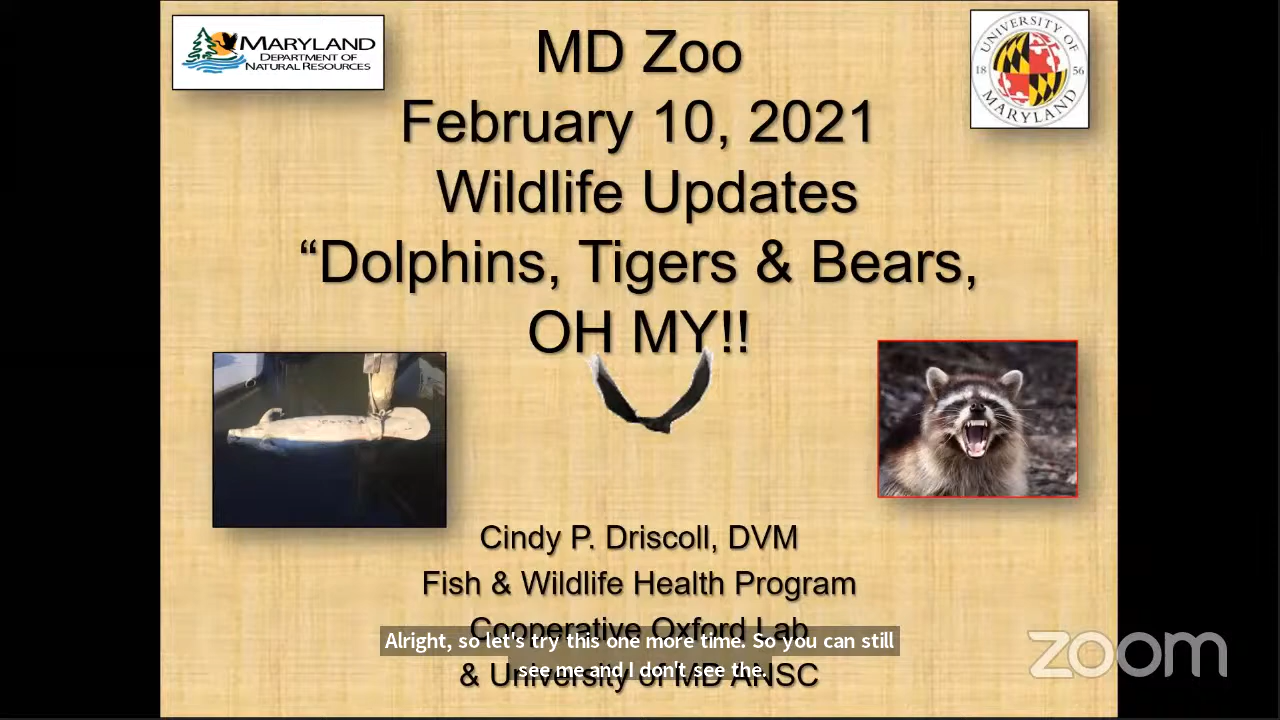 MARYLAND
DEPARTMENT OF
NATURAL RESOURCES
UNIVERSITY OF
18 56
MARYLAND
MD Zoo
February 10, 2021
Wildlife Updates
“Dolphins, Tigers & Bears,
OH MY!!
Cindy P. Driscoll, DVM
Fish & Wildlife Health Program
Cooperative Oxford Lab
& University of MD ANSC
Alright, so let's try this one more time. So you can still
see me and I don't see the.
zoom